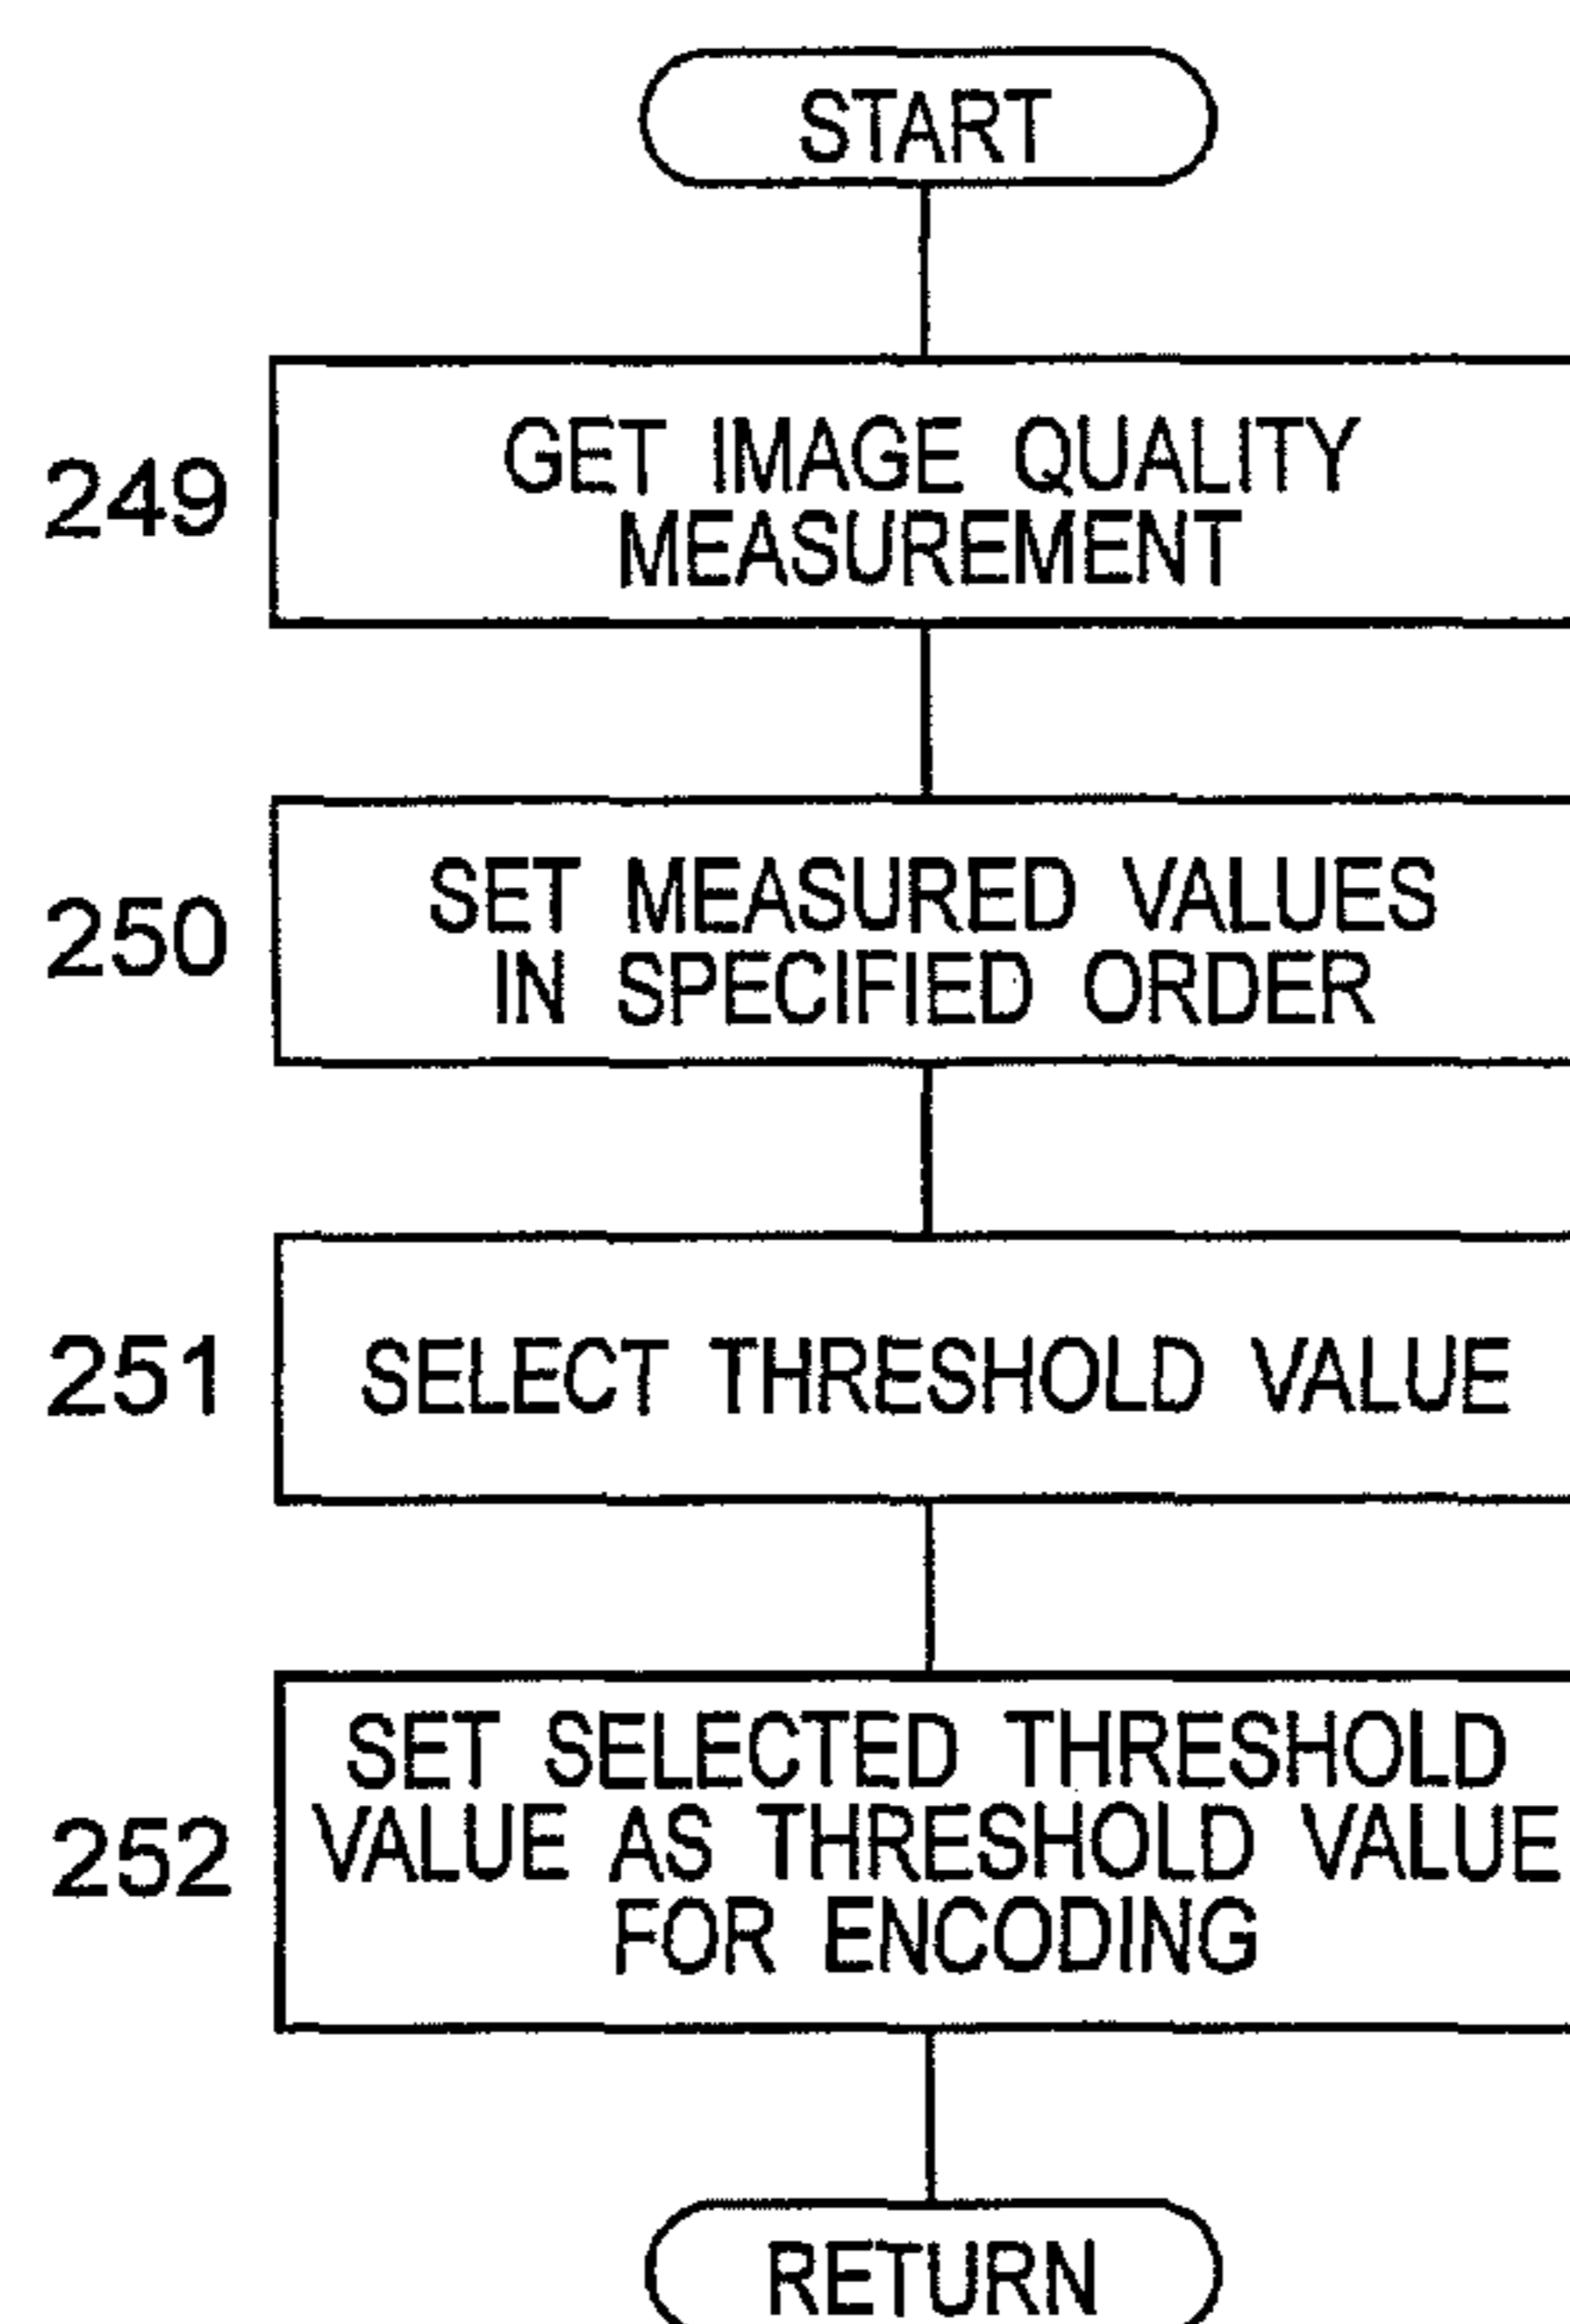 START
249
GET IMAGE QUALITY
MEASUREMENT
250
SET MEASURED VALUES
IN SPECIFIED ORDER
251
SELECT THRESHOLD VALUE
252
SET SELECTED THRESHOLD
VALUE AS THRESHOLD VALUE
FOR ENCODING
RETURN